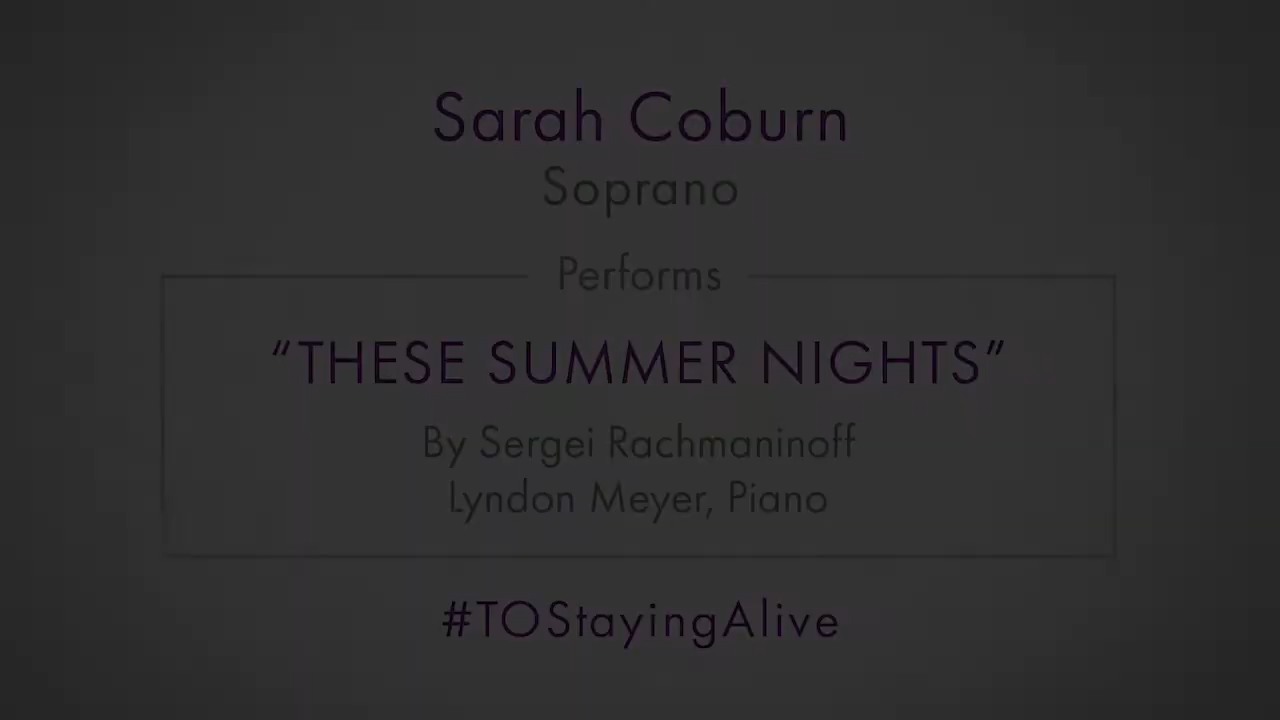 Sarah Coburn
Soprano
Performs
“THESE SUMMER NIGHTS”
By Sergei Rachmaninoff
Lyndon Meyer, Piano
#TOStayingAlive